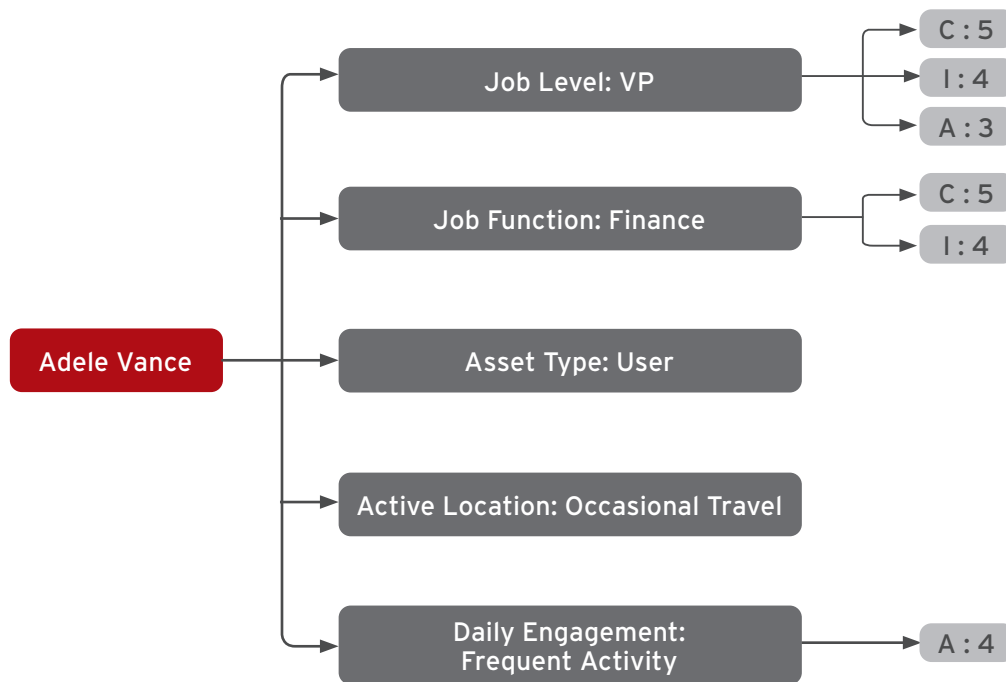 C : 5
Job Level: VP
I : 4
A : 3
C : 5
Job Function: Finance
I : 4
Adele Vance
Asset Type: User
Active Location: Occasional Travel
Daily Engagement:
Frequent Activity
A : 4